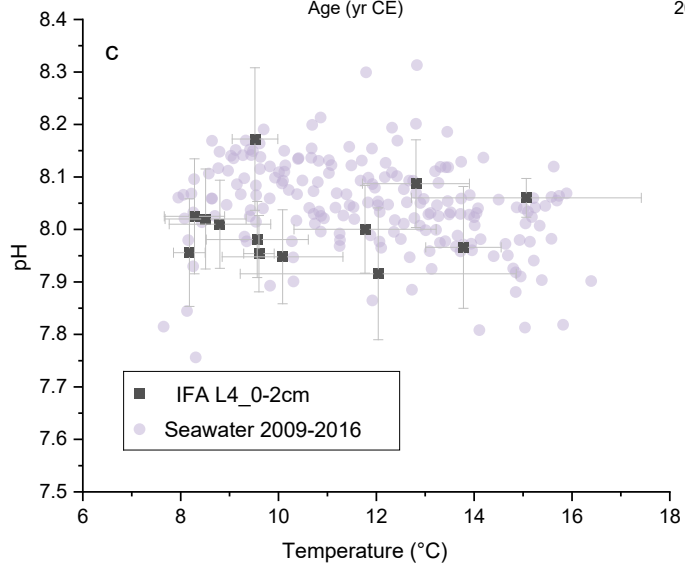 Age (yr CE)
8.4
c
8.3
8.2
8.1
8.0
pH
7.9
7.8
7.7
IFA L4_0-2cm
7.6
Seawater 2009-2016
7.5
6 8 10 12 14 16 18
Temperature (°C)